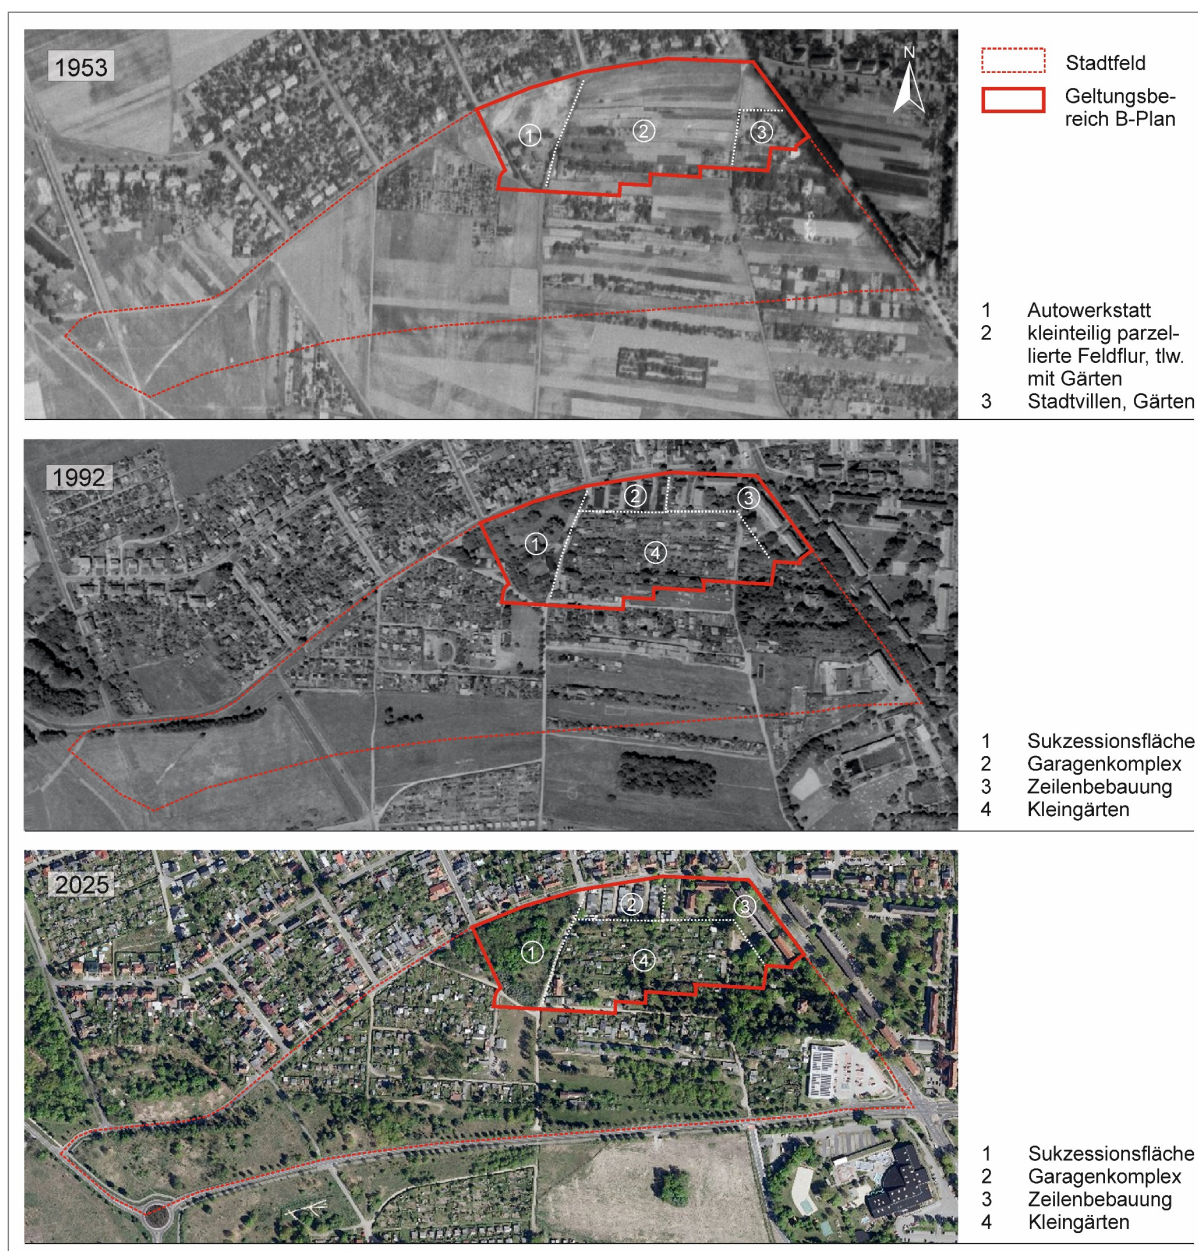 1953
N
Stadtfeld
Geltungsbe-
reich B-Plan
1
2
3
1 Autowerkstatt
2 kleinteilig parzel-
lierte Feldflur, tlw.
mit Gärten
3 Stadtvillen, Gärten
1992
2
3
1
4
1 Sukzessionsfläche
2 Garagenkomplex
3 Zeilenbebauung
4 Kleingärten
2025
2
3
1
4
1 Sukzessionsfläche
2 Garagenkomplex
3 Zeilenbebauung
4 Kleingärten